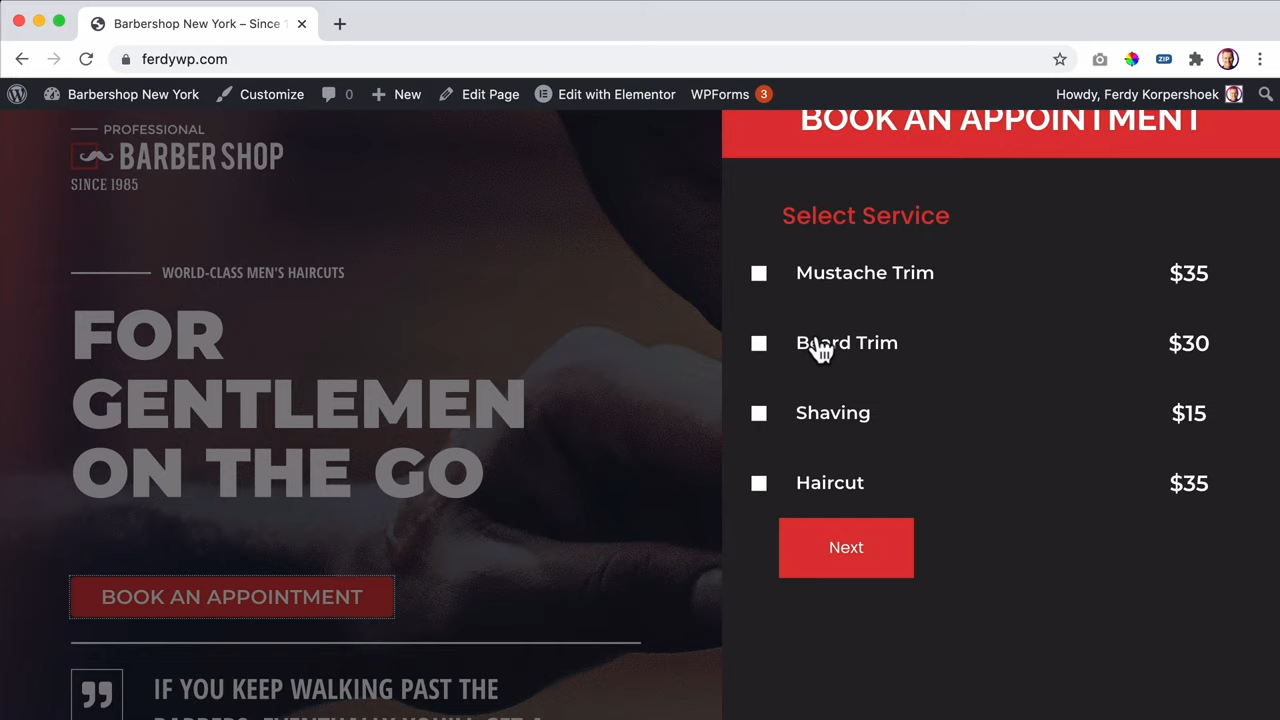 Barbershop New York – Since 1
ferdywp.com
ZIP
Barbershop New York
Customize
0
New
Edit Page
Edit with Elementor
WPForms 3
Howdy, Ferdy Korpershoek
PROFESSIONAL
BARBER SHOP
SINCE 1985
WORLD-CLASS MEN'S HAIRCUTS
FOR
GENTLEMEN
ON THE GO
BOOK AN APPOINTMENT
IF YOU KEEP WALKING PAST THE
BOOK AN APPOINTMENT
Select Service
Mustache Trim $35
Beard Trim $30
Shaving $15
Haircut $35
Next